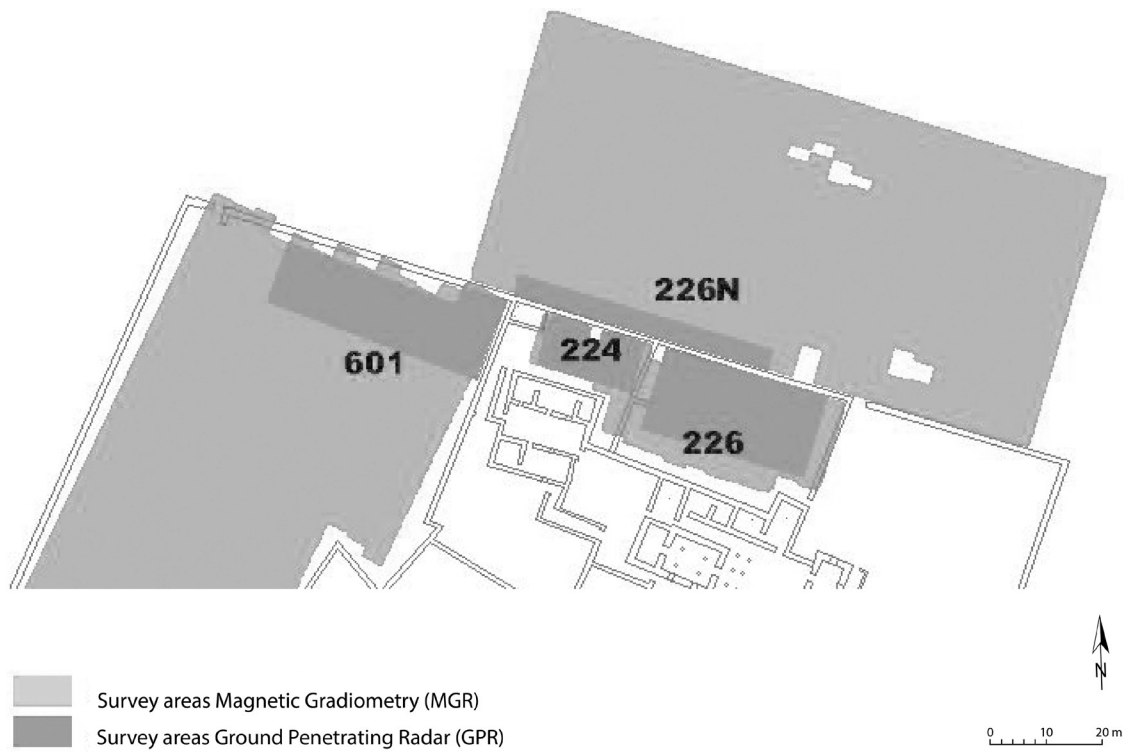 226N
224
601
226
N
Survey areas Magnetic Gradiometry (MGR)
Survey areas Ground Penetrating Radar (GPR)
0 10 20 m